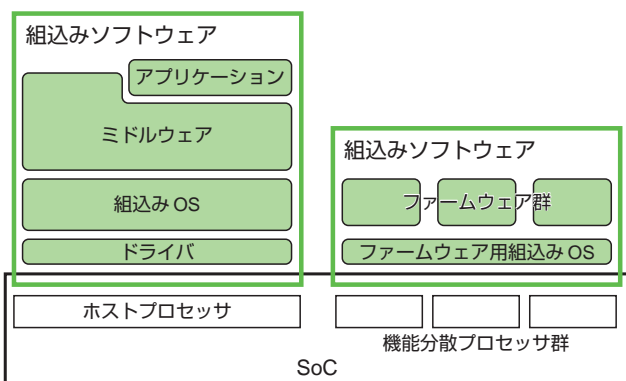 組込みソフトウェア
アプリケーション
ミドルウェア
組込み OS
ドライバ
組込みソフトウェア
ファームウェア群
ファームウェア用組込み OS
ホストプロセッサ
機能分散プロセッサ群
SoC